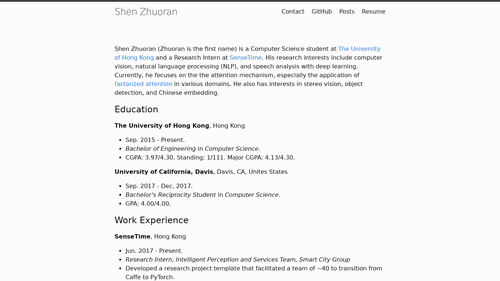 Shen Zhuoran
Contact GitHub Posts Resume
Shen Zhuoran (Zhuoran is the first name) is a Computer Science student at The University
of Hong Kong and a Research Intern at SenseTime. His research interests include computer
vision, natural language processing (NLP), and speech analysis with deep learning.
Currently, he focuses on the the attention mechanism, especially the application of
factorized attention in various domains. He also has interests in stereo vision, object
detection, and Chinese embedding.
Education
The University of Hong Kong, Hong Kong
• Sep. 2015 - Present.
• Bachelor of Engineering in Computer Science.
• CGPA: 3.97/4.30. Standing: 1/111. Major CGPA: 4.13/4.30.
University of California, Davis, Davis, CA, Unites States
• Sep. 2017 - Dec. 2017.
• Bachelor's Reciprocity Student in Computer Science.
• GPA: 4.00/4.00.
Work Experience
SenseTime, Hong Kong
• Jun. 2017 - Present.
• Research Intern, Intelligent Perception and Services Team, Smart City Group
• Developed a research project template that facilitated a team of ~40 to transition from
Caffe to PyTorch.